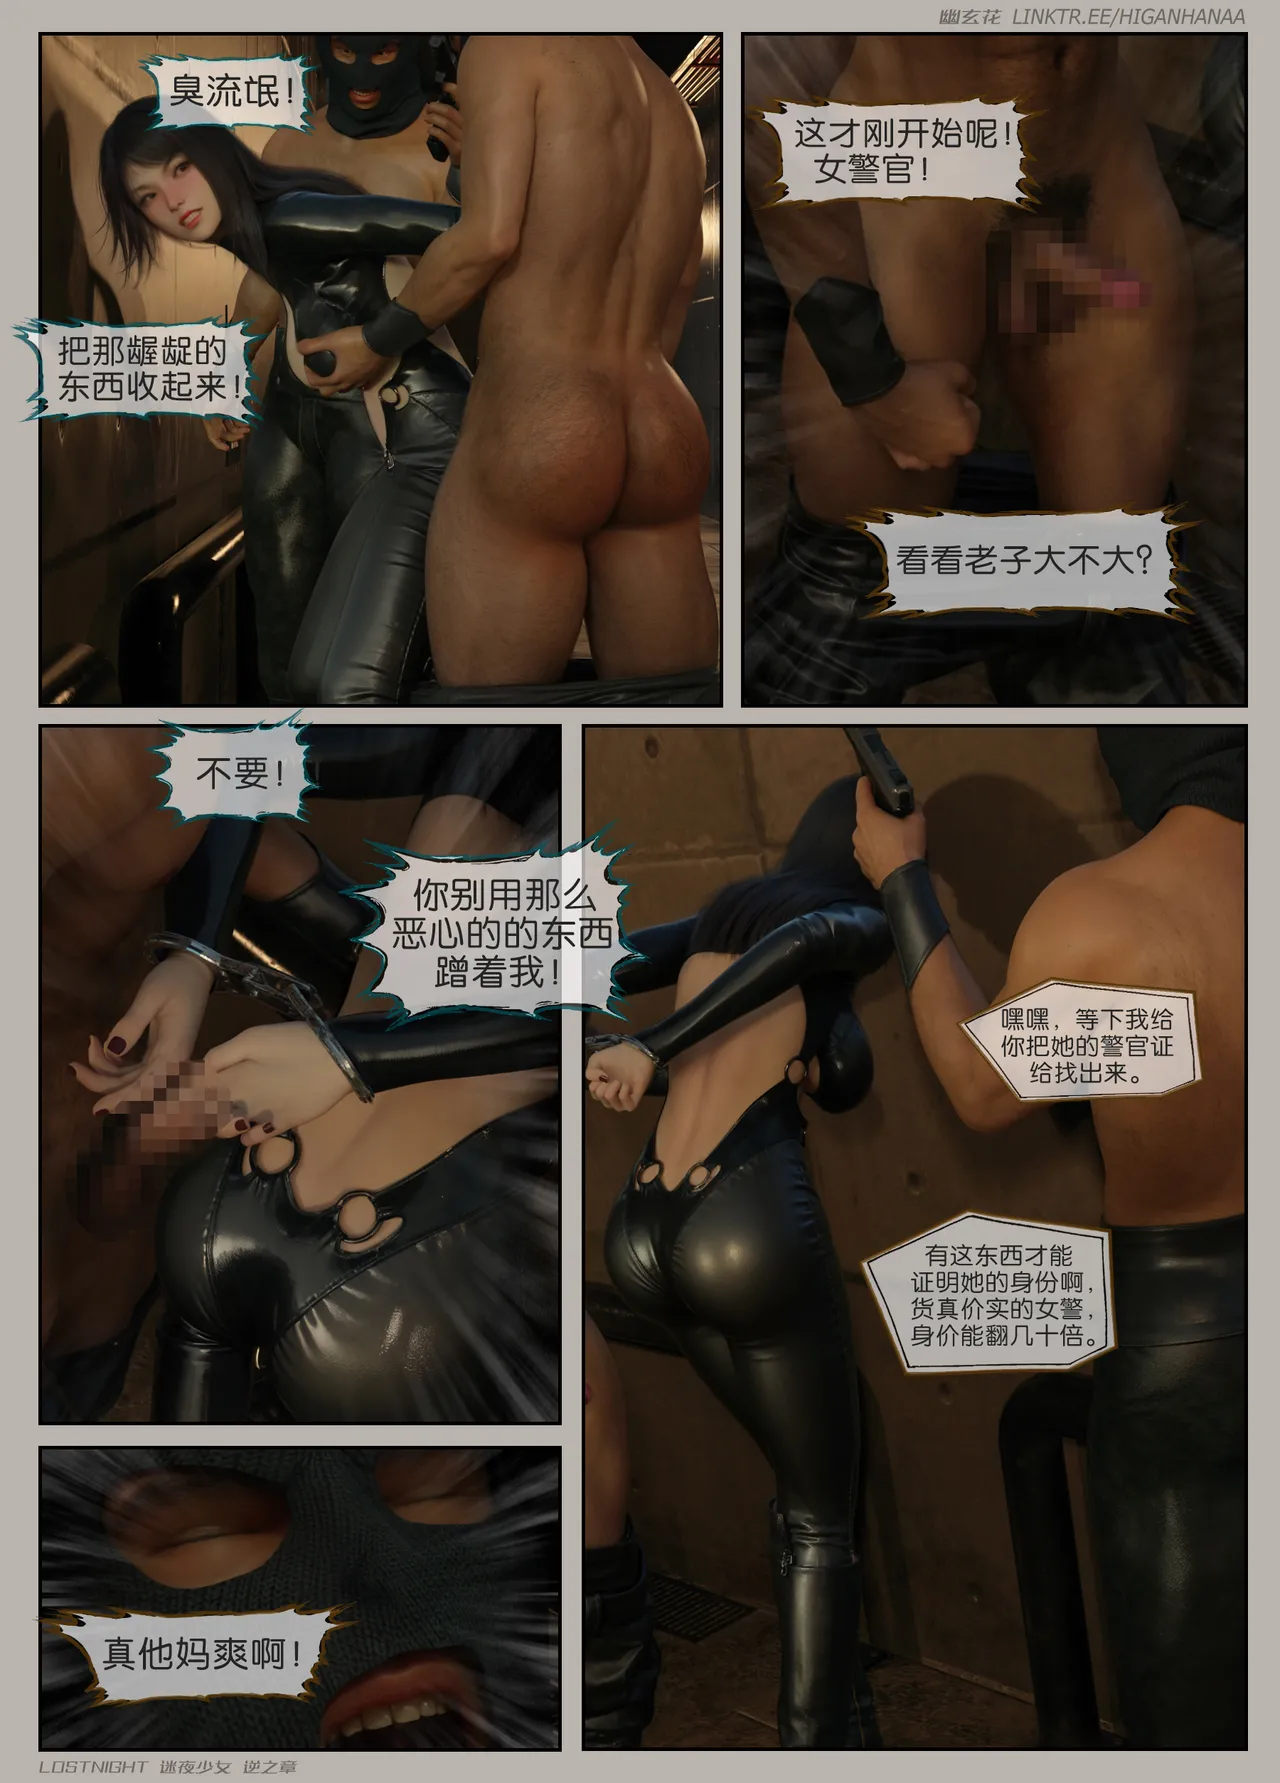 幽玄花 LINKTR.EE/HIGANHANAA
臭流氓!
把那龌龊的
东西收起来!
这才刚开始呢!
女警官!
看看老子大不大?
不要!
你别用那么
恶心的的东西
蹭着我!
嘿嘿，等下我给
你把她的警官证
给找出来。
有这东西才能
证明她的身份啊，
货真价实的女警，
身价能翻几十倍。
真他妈爽啊!
LOSTNIGHT 迷夜少女 逆之章